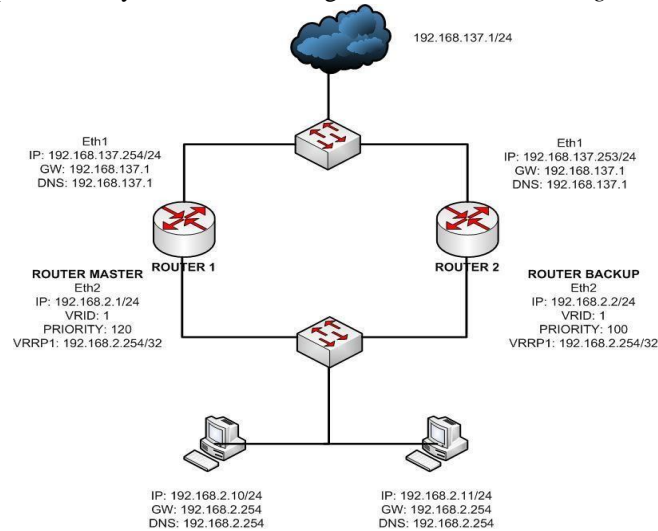 192.168.137.1/24
Eth1
IP: 192.168.137.254/24
GW: 192.168.137.1
DNS: 192.168.137.1
Eth1
IP: 192.168.137.253/24
GW: 192.168.137.1
DNS: 192.168.137.1
ROUTER 1
ROUTER 2
ROUTER MASTER
Eth2
IP: 192.168.2.1/24
VRID: 1
PRIORITY: 120
VRRP1: 192.168.2.254/32
ROUTER BACKUP
Eth2
IP: 192.168.2.2/24
VRID: 1
PRIORITY: 100
VRRP1: 192.168.2.254/32
IP: 192.168.2.10/24
GW: 192.168.2.254
DNS: 192.168.2.254
IP: 192.168.2.11/24
GW: 192.168.2.254
DNS: 192.168.2.254